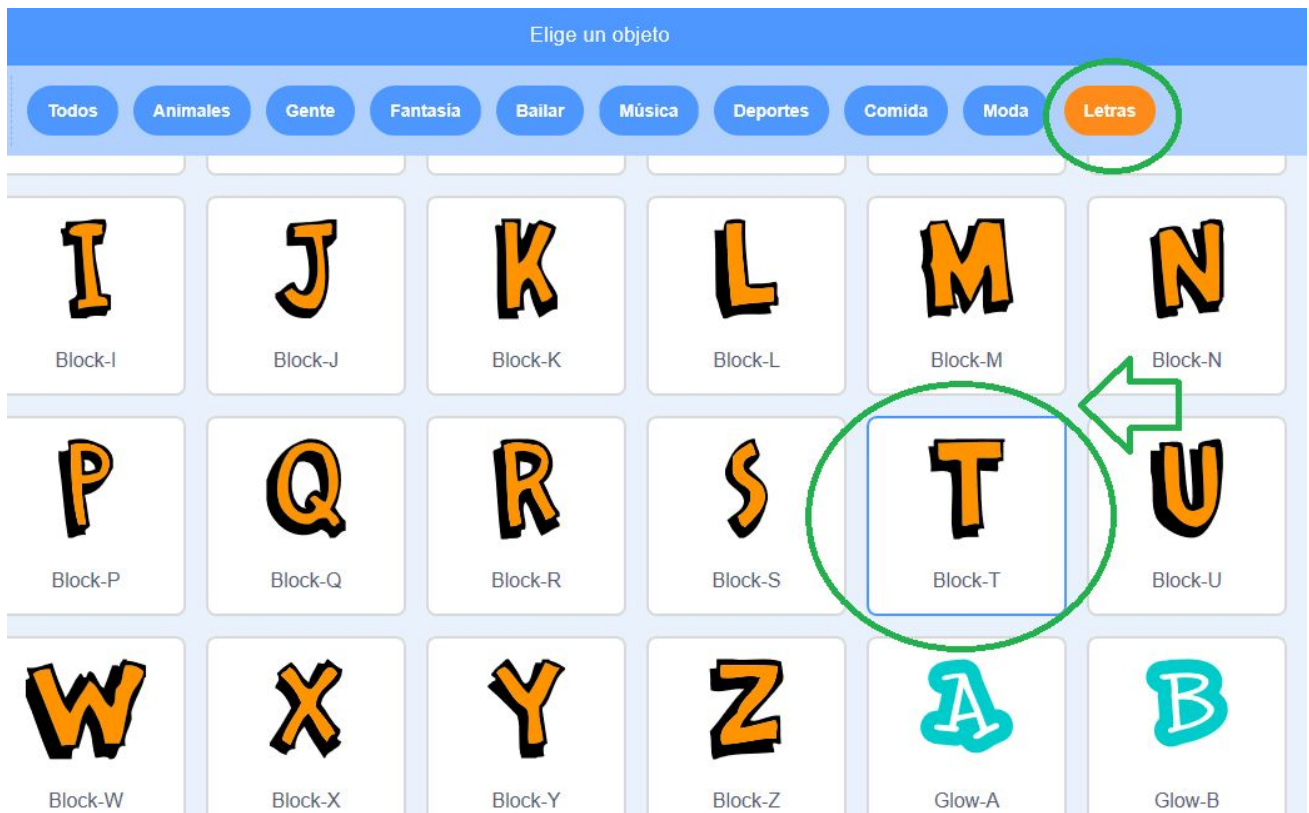 Elige un objeto
Todos Animales Gente Fantasía Bailar Música Deportes Comida Moda Letras
I J K L M N
Block-I Block-J Block-K Block-L Block-M Block-N
P Q R S T U
Block-P Block-Q Block-R Block-S Block-T Block-U
W X Y Z A B
Block-W Block-X Block-Y Block-Z Glow-A Glow-B